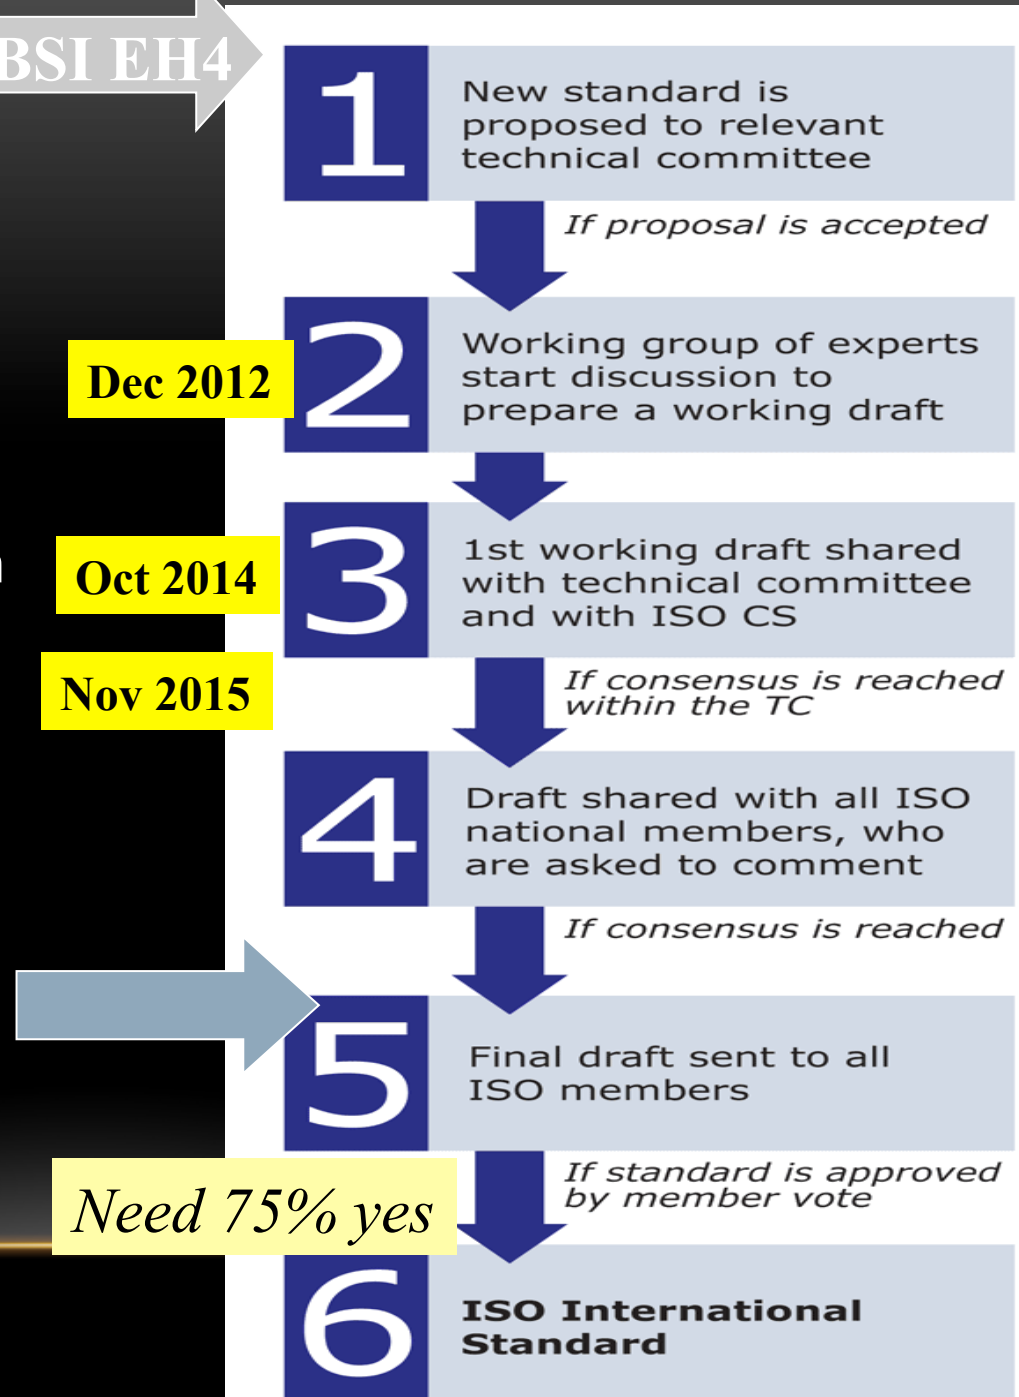 BSI EH4
1
New standard is
proposed to relevant
technical committee
If proposal is accepted
Dec 2012
2
Working group of experts
start discussion to
prepare a working draft
Oct 2014
3
1st working draft shared
with technical committee
and with ISO CS
Nov 2015
If consensus is reached
within the TC
4
Draft shared with all ISO
national members, who
are asked to comment
If consensus is reached
5
Final draft sent to all
ISO members
Need 75% yes
If standard is approved
by member vote
6
ISO International
Standard